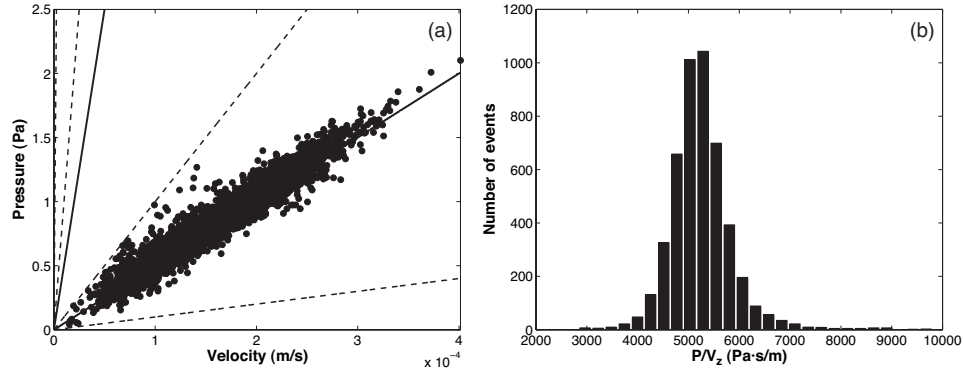 (a)
Pressure (Pa)
2.5
2
1.5
1
0.5
0
0 1 2 3 4
Velocity (m/s)
x 10⁻⁴
(b)
Number of events
1200
1000
800
600
400
200
0
2000 3000 4000 5000 6000 7000 8000 9000 10000
P/V_z (Pa·s/m)